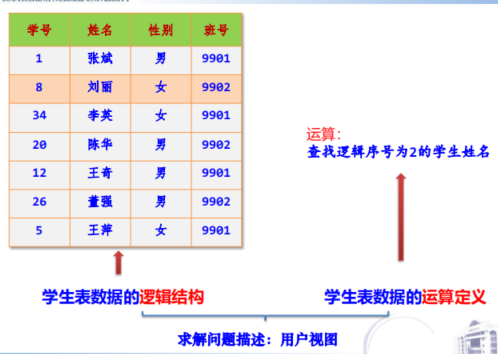 学号 姓名 性别 班号
1 张斌 男 9901
8 刘丽 女 9902
34 李英 女 9901
20 陈华 男 9902
12 王奇 男 9901
26 董强 男 9902
5 王萍 女 9901
运算：
查找逻辑序号为2的学生姓名
学生表数据的逻辑结构
学生表数据的运算定义
求解问题描述：用户视图